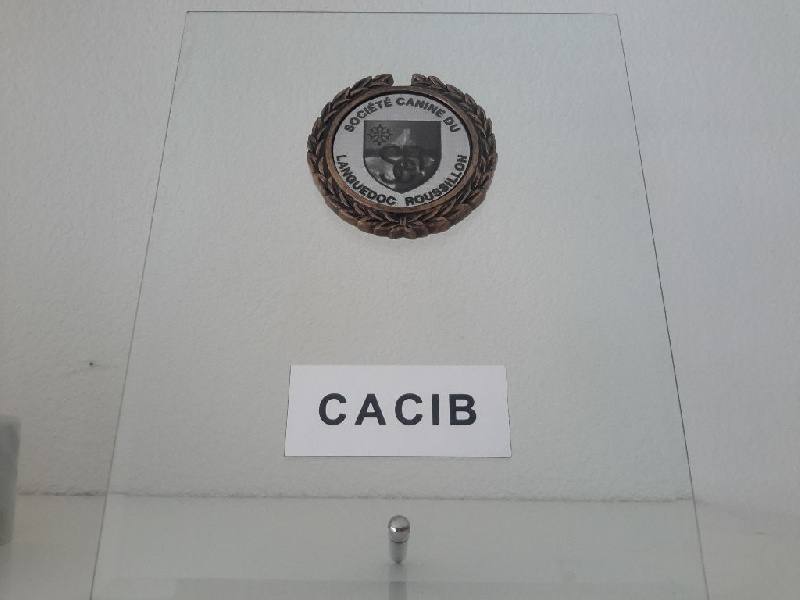 SOCIÉTÉ CANINE DU
LANGUEDOC ROUSSILLON
CACIB